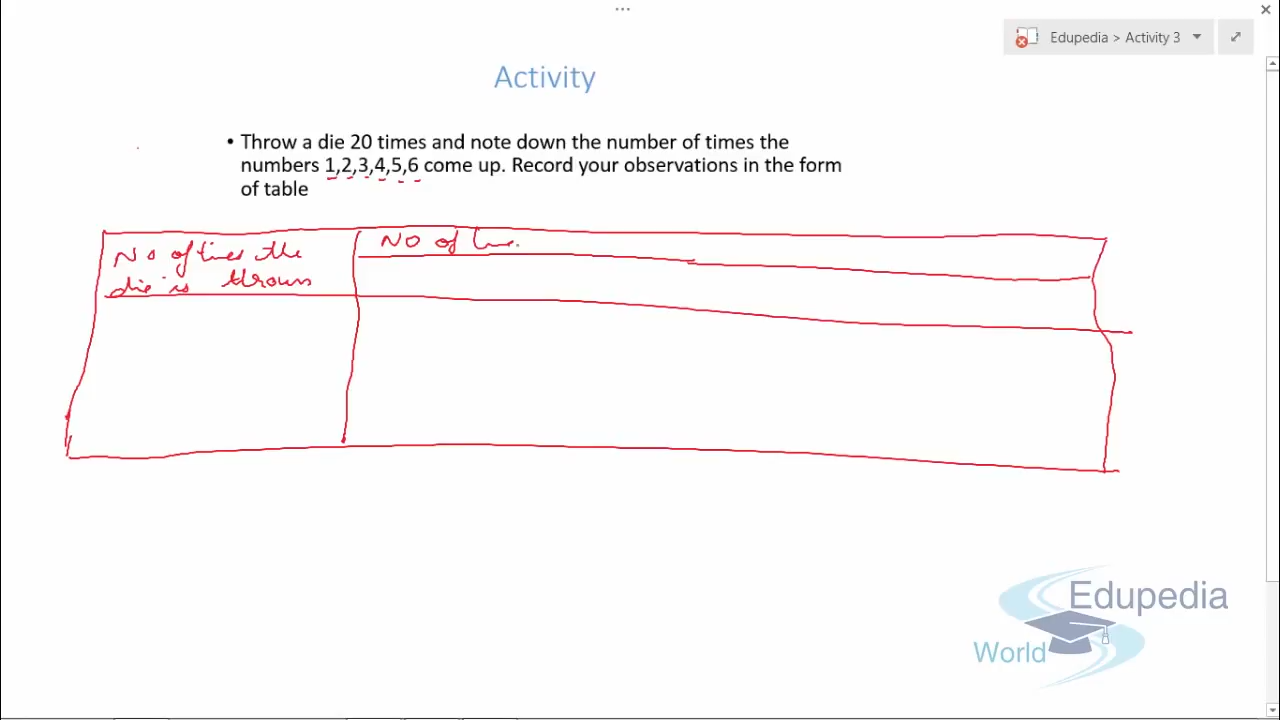 ...
Edupedia > Activity 3
Activity
• Throw a die 20 times and note down the number of times the
numbers 1,2,3,4,5,6 come up. Record your observations in the form
of table
No of times the
die is thrown
No of
Edupedia
World